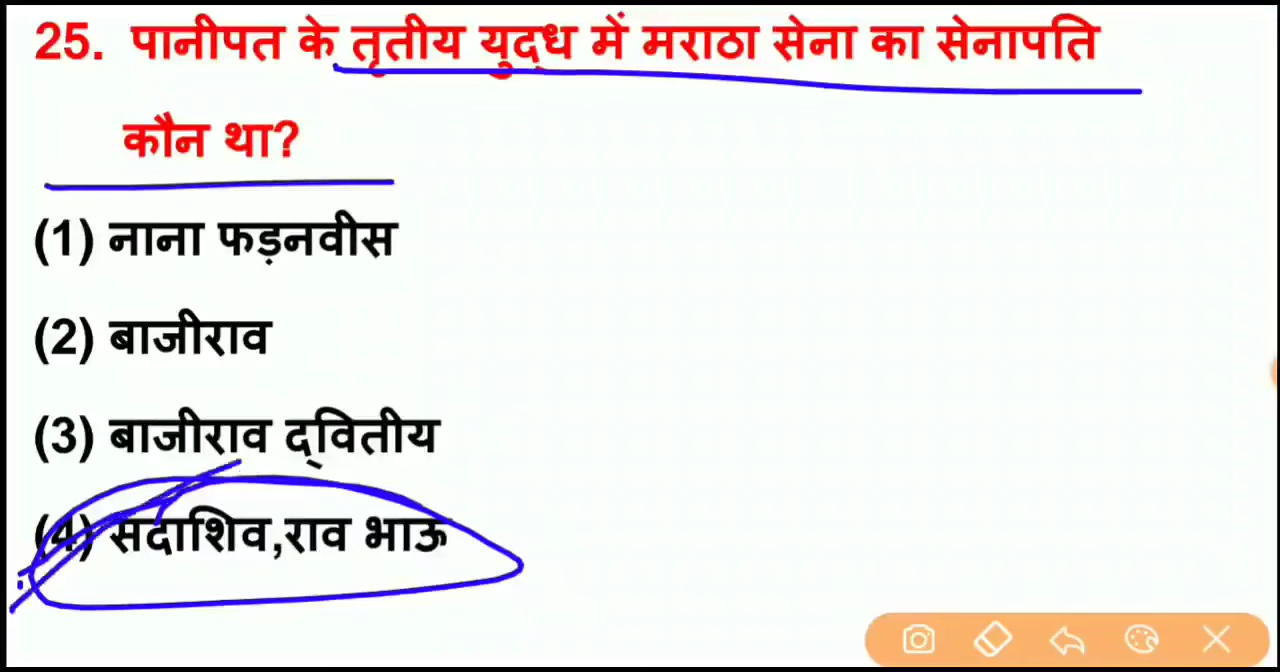 25. पानीपत के तृतीय युद्ध में मराठा सेना का सेनापति
कौन था?
(1) नाना फड़नवीस
(2) बाजीराव
(3) बाजीराव द्वितीय
(4) सदाशिव,राव भाऊ